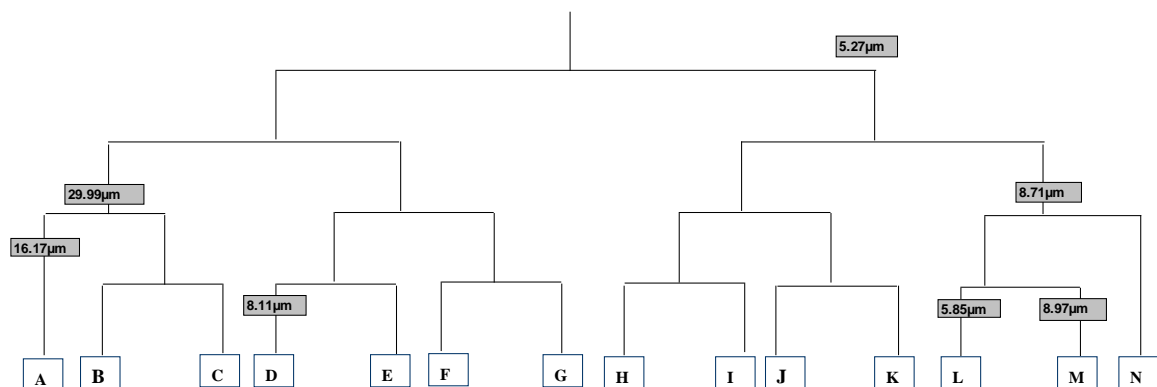 5.27µm
29.99µm
8.71µm
16.17µm
8.11µm
5.85µm
8.97µm
A B C D E F G H I J K L M N